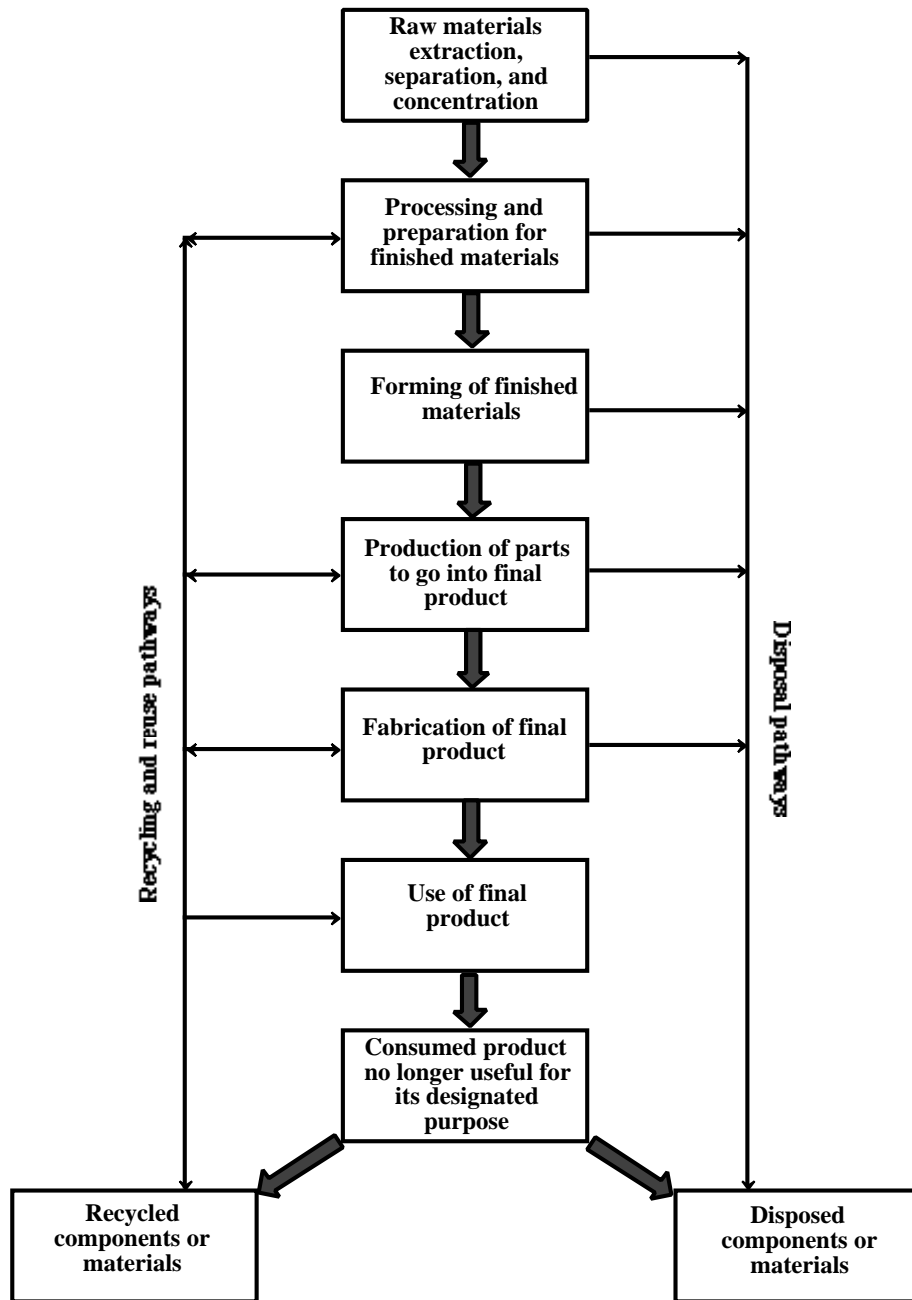 Raw materials
extraction,
separation, and
concentration
Processing and
preparation for
finished materials
Forming of finished
materials
Production of parts
to go into final
product
Recycling and reuse pathways
Disposal pathways
Fabrication of final
product
Use of final
product
Consumed product
no longer useful for
its designated
purpose
Recycled
components or
materials
Disposed
components or
materials